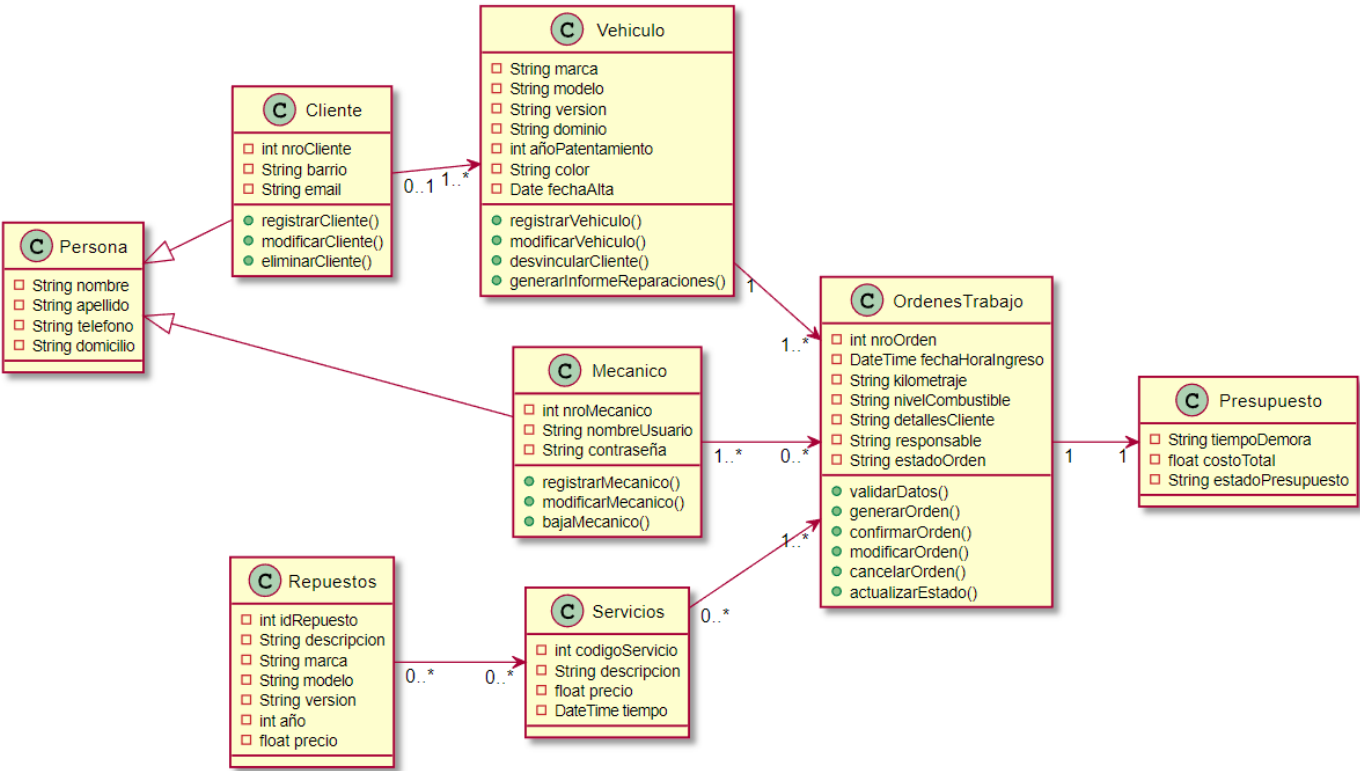 C Persona
String nombre
String apellido
String telefono
String domicilio
C Cliente
int nroCliente
String barrio
String email
registrarCliente()
modificarCliente()
eliminarCliente()
0..1 1..*
C Vehiculo
String marca
String modelo
String version
String dominio
int añoPatentamiento
String color
Date fechaAlta
registrarVehiculo()
modificarVehiculo()
desvincularCliente()
generarInformeReparaciones()
1
1..*
C Mecanico
int nroMecanico
String nombreUsuario
String contraseña
registrarMecanico()
modificarMecanico()
bajaMecanico()
1..* 0..*
C Repuestos
int idRepuesto
String descripcion
String marca
String modelo
String version
int año
float precio
0..* 0..*
C Servicios
int codigoServicio
String descripcion
float precio
DateTime tiempo
0..*
1..*
C OrdenesTrabajo
int nroOrden
DateTime fechaHoraIngreso
String kilometraje
String nivelCombustible
String detallesCliente
String responsable
String estadoOrden
validarDatos()
generarOrden()
confirmarOrden()
modificarOrden()
cancelarOrden()
actualizarEstado()
1 1
C Presupuesto
String tiempoDemora
float costoTotal
String estadoPresupuesto